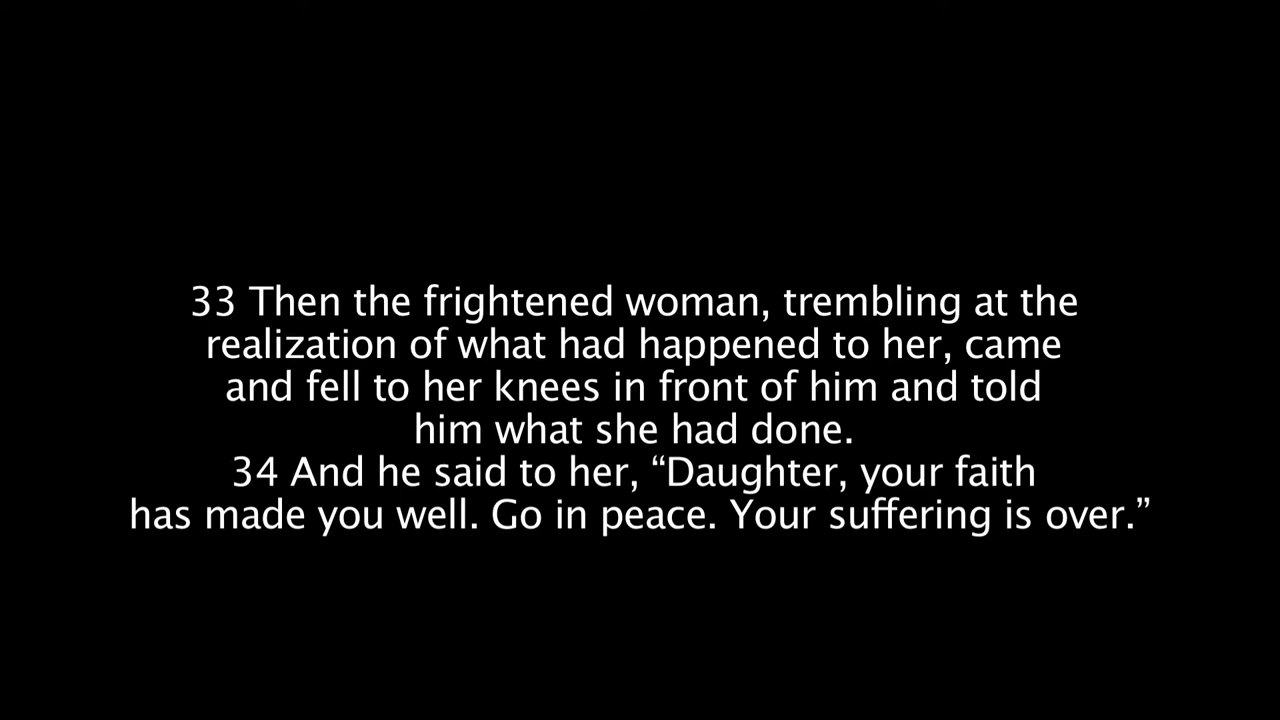 33 Then the frightened woman, trembling at the
realization of what had happened to her, came
and fell to her knees in front of him and told
him what she had done.
34 And he said to her, “Daughter, your faith
has made you well. Go in peace. Your suffering is over.”